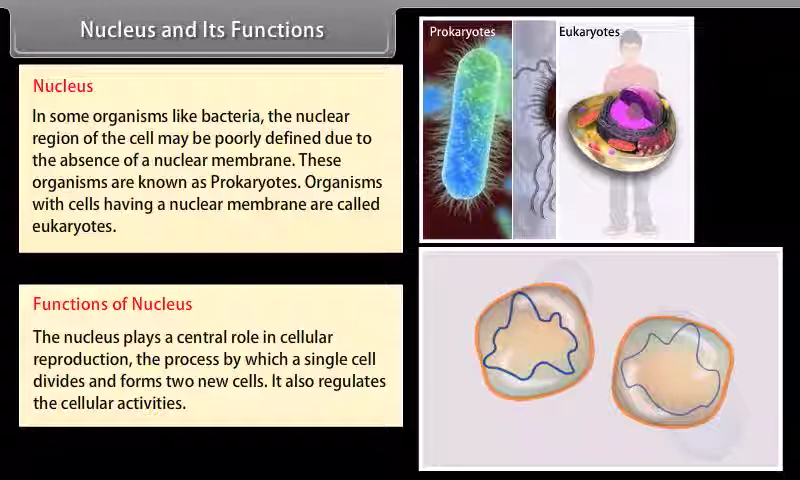 Nucleus and Its Functions
Prokaryotes
Eukaryotes
Nucleus
In some organisms like bacteria, the nuclear
region of the cell may be poorly defined due to
the absence of a nuclear membrane. These
organisms are known as Prokaryotes. Organisms
with cells having a nuclear membrane are called
eukaryotes.
Functions of Nucleus
The nucleus plays a central role in cellular
reproduction, the process by which a single cell
divides and forms two new cells. It also regulates
the cellular activities.